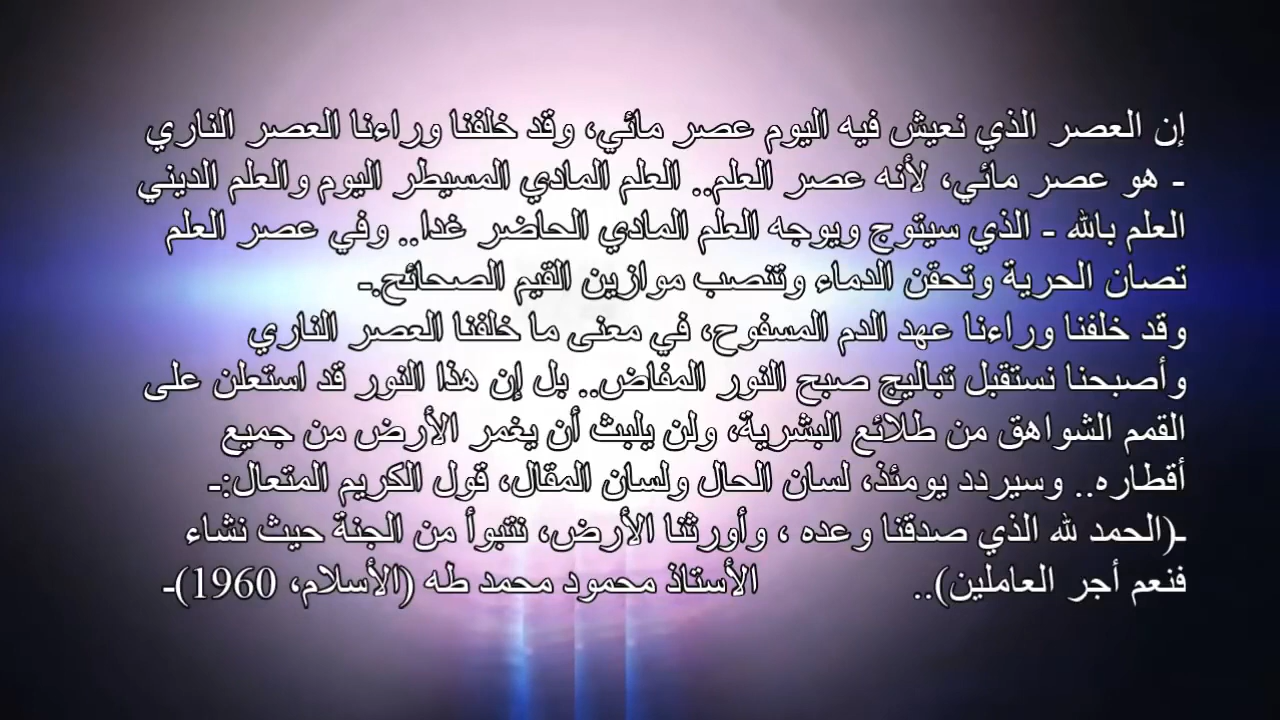 إن العصر الذي نعيش فيه اليوم عصر مائي، وقد خلفنا وراءنا العصر الناري
- هو عصر مائي، لأنه عصر العلم.. العلم المادي المسيطر اليوم والعلم الديني
العلم بالله - الذي سيتوج ويوجه العلم المادي الحاضر غدا.. وفي عصر العلم
تصان الحرية وتحقن الدماء وتنصب موازين القيم الصحائح.-
وقد خلفنا وراءنا عهد الدم المسفوح، في معنى ما خلفنا العصر الناري
وأصبحنا نستقبل تباليج صبح النور المفاض.. بل إن هذا النور قد استعلن على
القمم الشواهق من طلائع البشرية، ولن يلبث أن يغمر الأرض من جميع
أقطاره.. وسيردد يومئذ، لسان الحال ولسان المقال، قول الكريم المتعال:-
-(الحمد لله الذي صدقنا وعده ، وأورثنا الأرض، نتبوأ من الجنة حيث نشاء
فنعم أجر العاملين).. الأستاذ محمود محمد طه (الأسلام، 1960)-